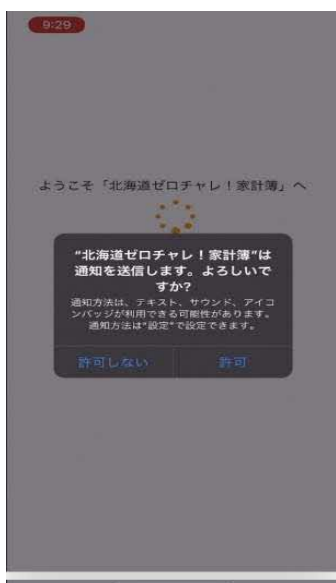 9:29
ようこそ「北海道ゼロチャレ！家計簿」へ
“北海道ゼロチャレ！家計簿”は
通知を送信します。よろしいで
すか?
通知方法は、テキスト、サウンド、アイコ
ンバッジが利用できる可能性があります。
通知方法は“設定”で設定できます。
許可しない
許可